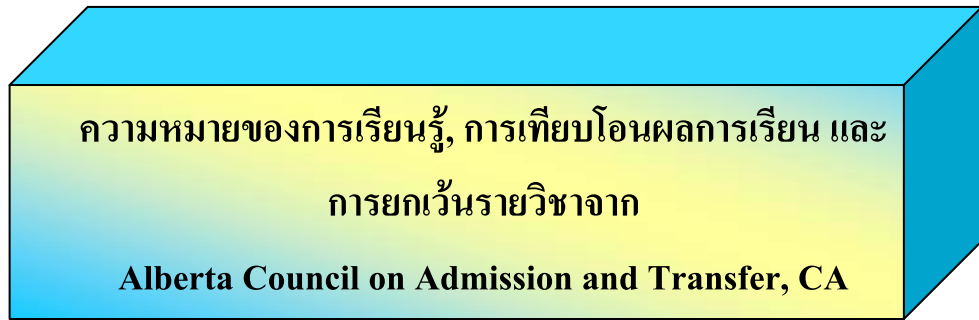 ความหมายของการเรียนรู้, การเทียบโอนผลการเรียน และ
การยกเว้นรายวิชาจาก
Alberta Council on Admission and Transfer, CA